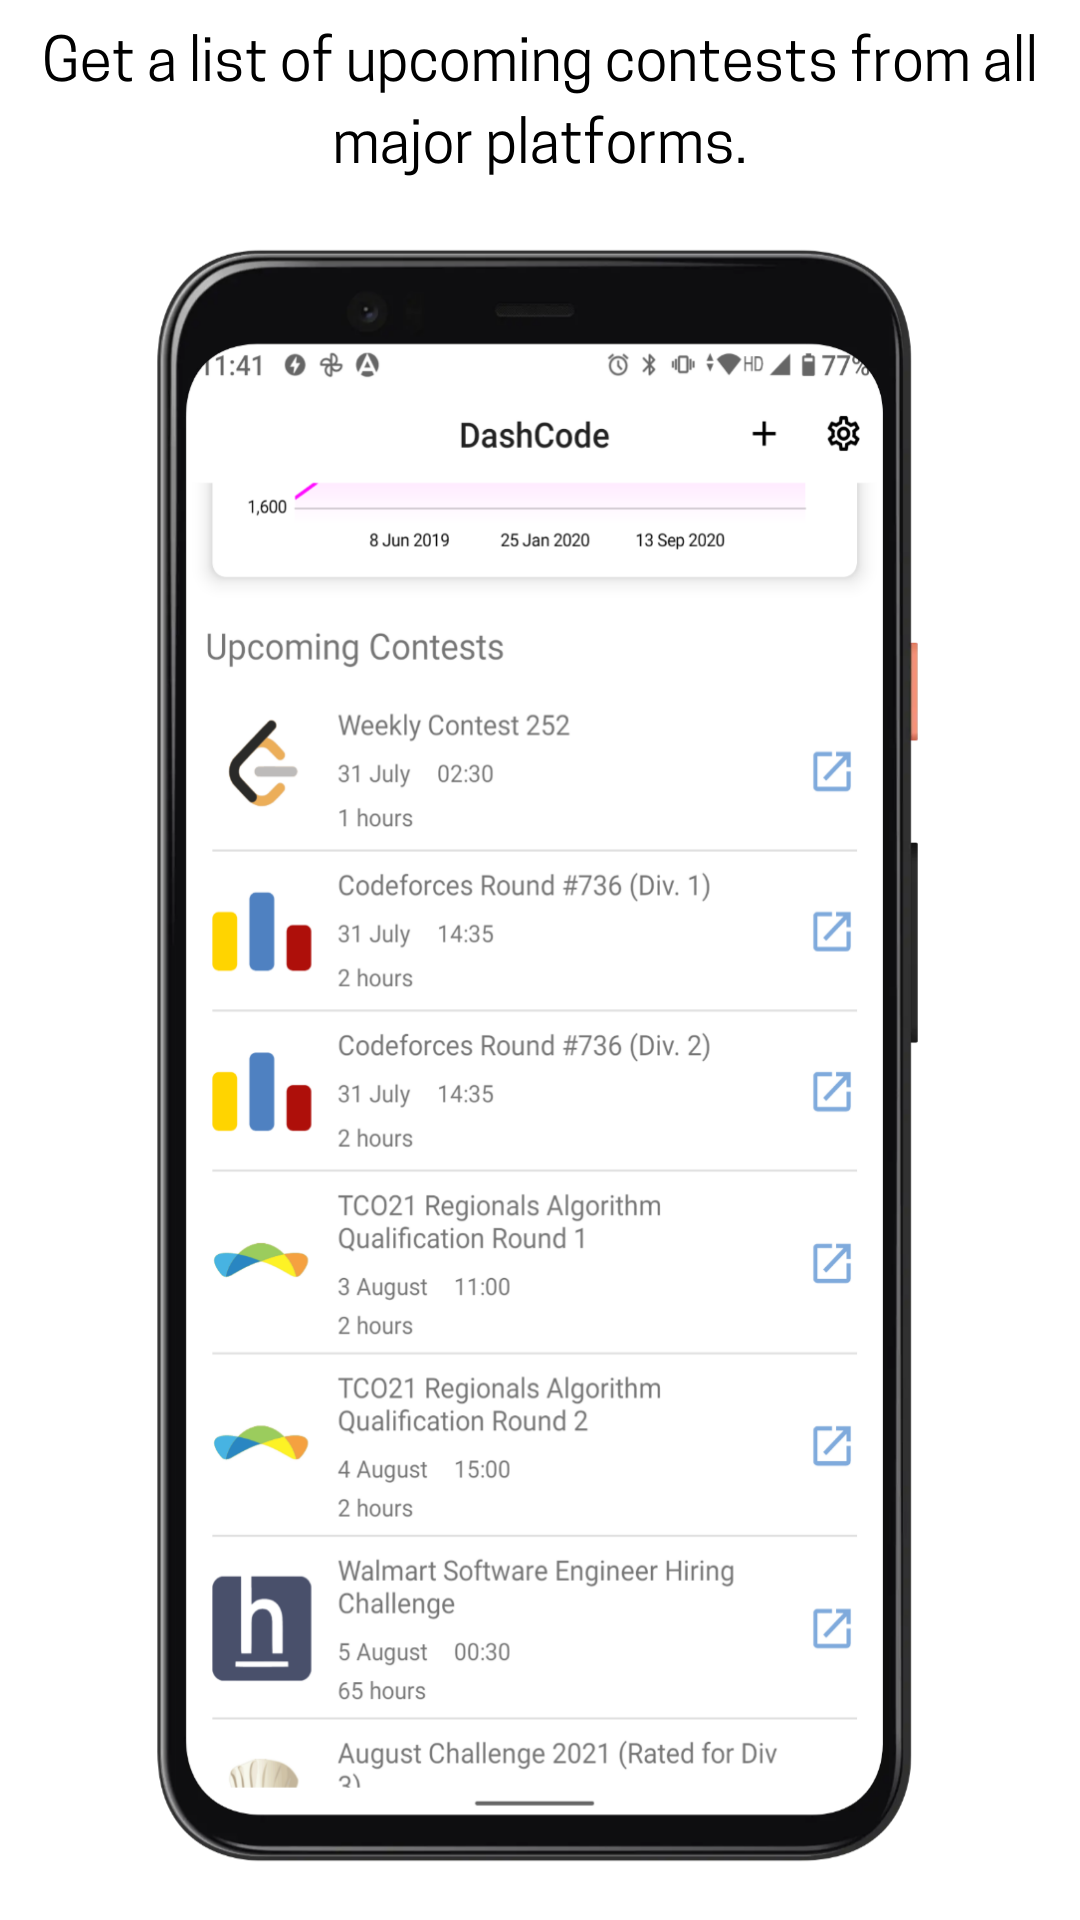 Get a list of upcoming contests from all
major platforms.
11:41 HD 77%
DashCode
1,600
8 Jun 2019 25 Jan 2020 13 Sep 2020
Upcoming Contests
Weekly Contest 252
31 July 02:30
1 hours
Codeforces Round #736 (Div. 1)
31 July 14:35
2 hours
Codeforces Round #736 (Div. 2)
31 July 14:35
2 hours
TCO21 Regionals Algorithm
Qualification Round 1
3 August 11:00
2 hours
TCO21 Regionals Algorithm
Qualification Round 2
4 August 15:00
2 hours
h
Walmart Software Engineer Hiring
Challenge
5 August 00:30
65 hours
August Challenge 2021 (Rated for Div
3)